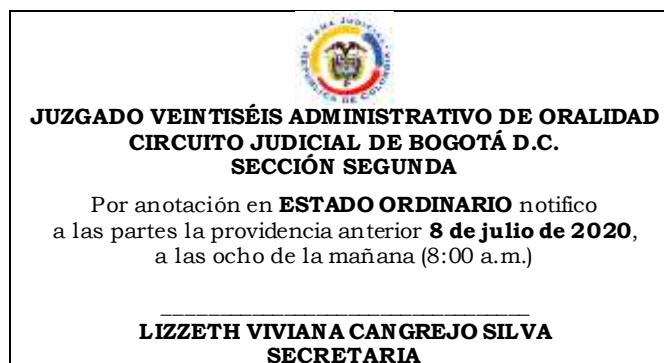 JUZGADO VEINTISÉIS ADMINISTRATIVO DE ORALIDAD
CIRCUITO JUDICIAL DE BOGOTÁ D.C.
SECCIÓN SEGUNDA
Por anotación en ESTADO ORDINARIO notifico
a las partes la providencia anterior 8 de julio de 2020,
a las ocho de la mañana (8:00 a.m.)
LIZZETH VIVIANA CANGREJO SILVA
SECRETARIA